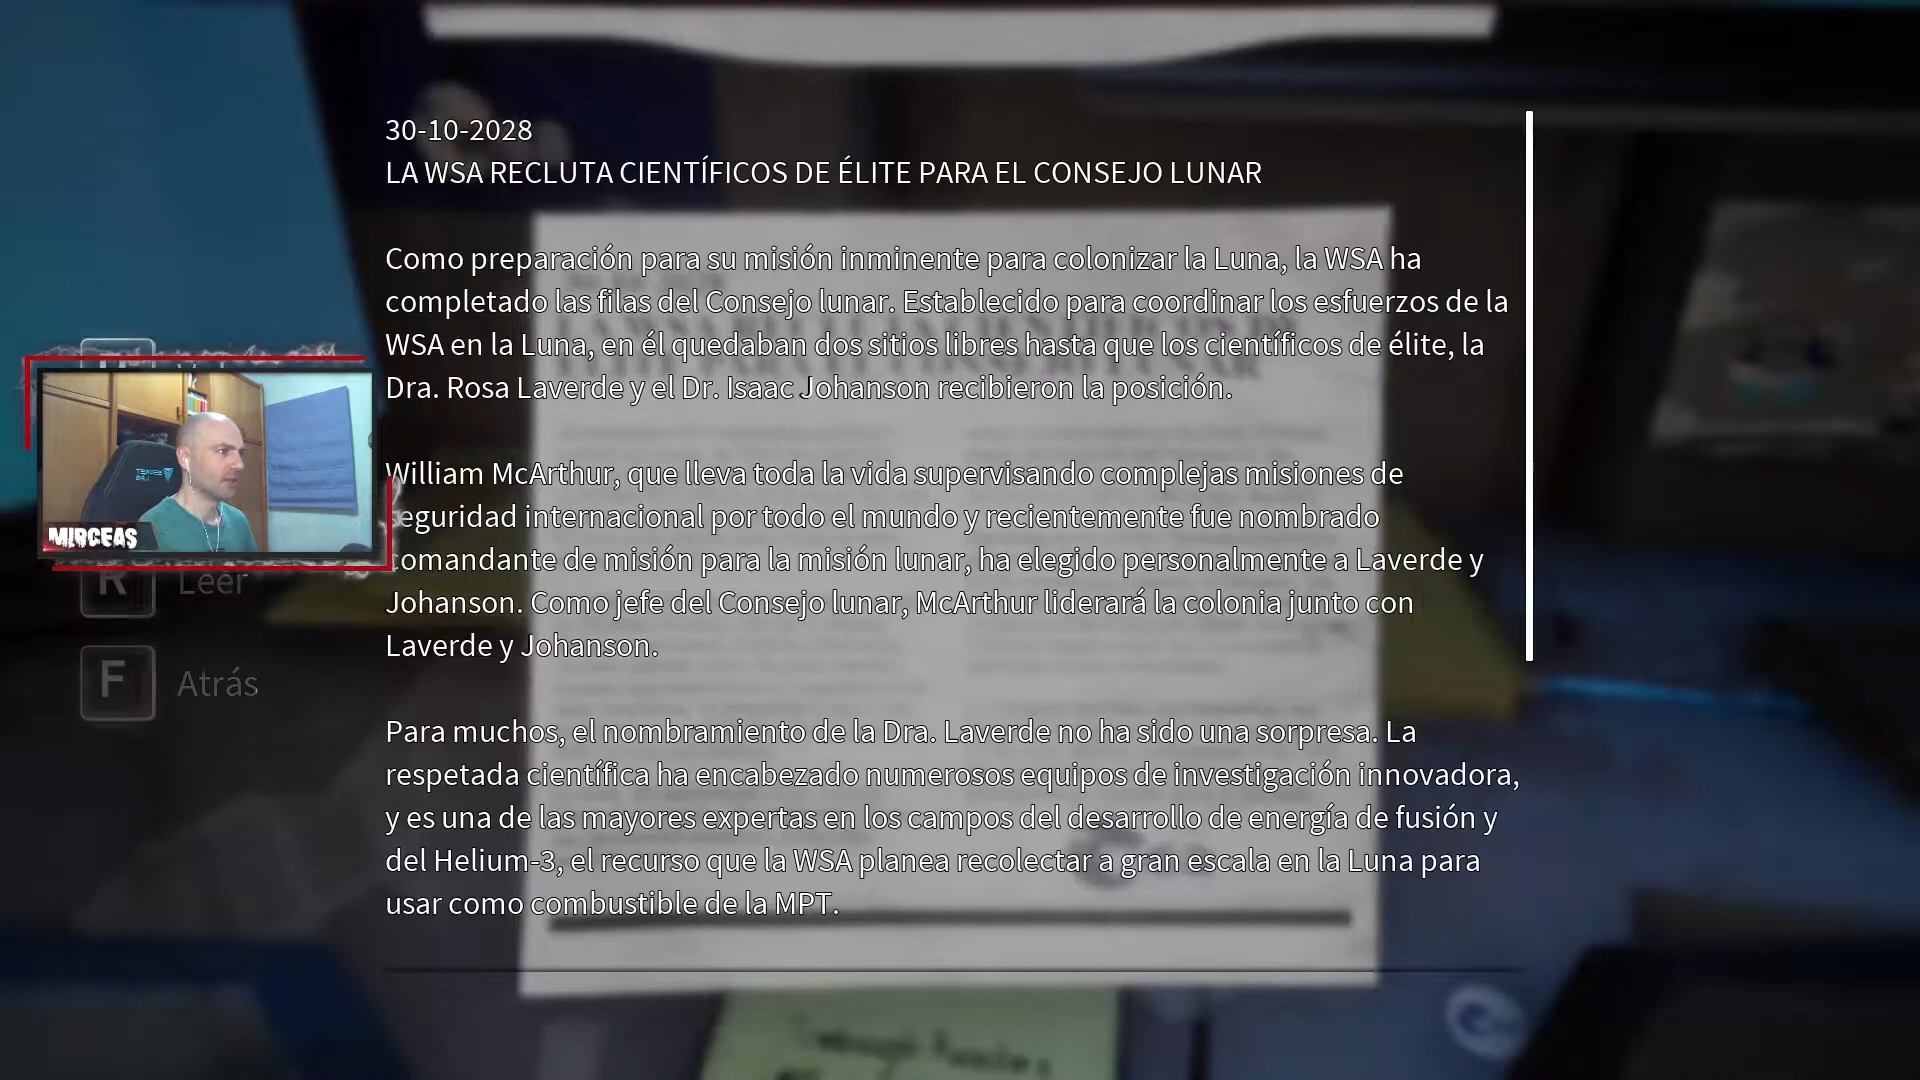 30-10-2028
LA WSA RECLUTA CIENTÍFICOS DE ÉLITE PARA EL CONSEJO LUNAR
Como preparación para su misión inminente para colonizar la Luna, la WSA ha
completado las filas del Consejo lunar. Establecido para coordinar los esfuerzos de la
WSA en la Luna, en él quedaban dos sitios libres hasta que los científicos de élite, la
Dra. Rosa Laverde y el Dr. Isaac Johanson recibieron la posición.
William McArthur, que lleva toda la vida supervisando complejas misiones de
seguridad internacional por todo el mundo y recientemente fue nombrado
comandante de misión para la misión lunar, ha elegido personalmente a Laverde y
Johanson. Como jefe del Consejo lunar, McArthur liderará la colonia junto con
Laverde y Johanson.
Para muchos, el nombramiento de la Dra. Laverde no ha sido una sorpresa. La
respetada científica ha encabezado numerosos equipos de investigación innovadora,
y es una de las mayores expertas en los campos del desarrollo de energía de fusión y
del Helium-3, el recurso que la WSA planea recolectar a gran escala en la Luna para
usar como combustible de la MPT.
MIRCEAS
R Leer
F Atrás